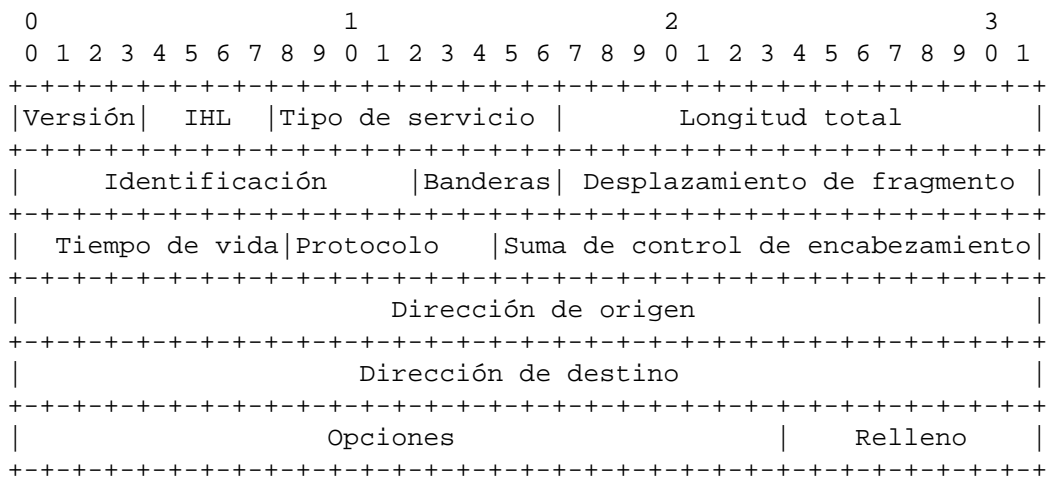 0                   1                   2                   3
0 1 2 3 4 5 6 7 8 9 0 1 2 3 4 5 6 7 8 9 0 1 2 3 4 5 6 7 8 9 0 1
+-+-+-+-+-+-+-+-+-+-+-+-+-+-+-+-+-+-+-+-+-+-+-+-+-+-+-+-+-+-+-+-+
|Versión|  IHL  |Tipo de servicio |       Longitud total        |
+-+-+-+-+-+-+-+-+-+-+-+-+-+-+-+-+-+-+-+-+-+-+-+-+-+-+-+-+-+-+-+-+
|     Identificación     |Banderas| Desplazamiento de fragmento |
+-+-+-+-+-+-+-+-+-+-+-+-+-+-+-+-+-+-+-+-+-+-+-+-+-+-+-+-+-+-+-+-+
|  Tiempo de vida|Protocolo   |Suma de control de encabezamiento|
+-+-+-+-+-+-+-+-+-+-+-+-+-+-+-+-+-+-+-+-+-+-+-+-+-+-+-+-+-+-+-+-+
|                       Dirección de origen                     |
+-+-+-+-+-+-+-+-+-+-+-+-+-+-+-+-+-+-+-+-+-+-+-+-+-+-+-+-+-+-+-+-+
|                     Dirección de destino                      |
+-+-+-+-+-+-+-+-+-+-+-+-+-+-+-+-+-+-+-+-+-+-+-+-+-+-+-+-+-+-+-+-+
|                   Opciones                    |    Relleno    |
+-+-+-+-+-+-+-+-+-+-+-+-+-+-+-+-+-+-+-+-+-+-+-+-+-+-+-+-+-+-+-+-+